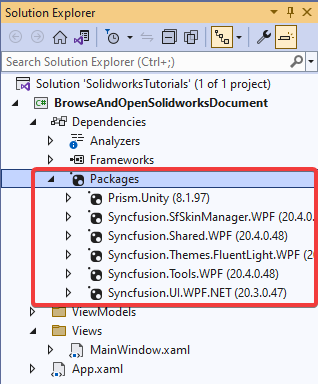 Solution Explorer
Search Solution Explorer (Ctrl+;)
Solution 'SolidworksTutorials' (1 of 1 project)
BrowseAndOpenSolidworksDocument
Dependencies
Analyzers
Frameworks
Packages
Prism.Unity (8.1.97)
Syncfusion.SfSkinManager.WPF (20.4.0.
Syncfusion.Shared.WPF (20.4.0.48)
Syncfusion.Themes.FluentLight.WPF (20
Syncfusion.Tools.WPF (20.4.0.48)
Syncfusion.UI.WPF.NET (20.3.0.47)
ViewModels
Views
MainWindow.xaml
App.xaml